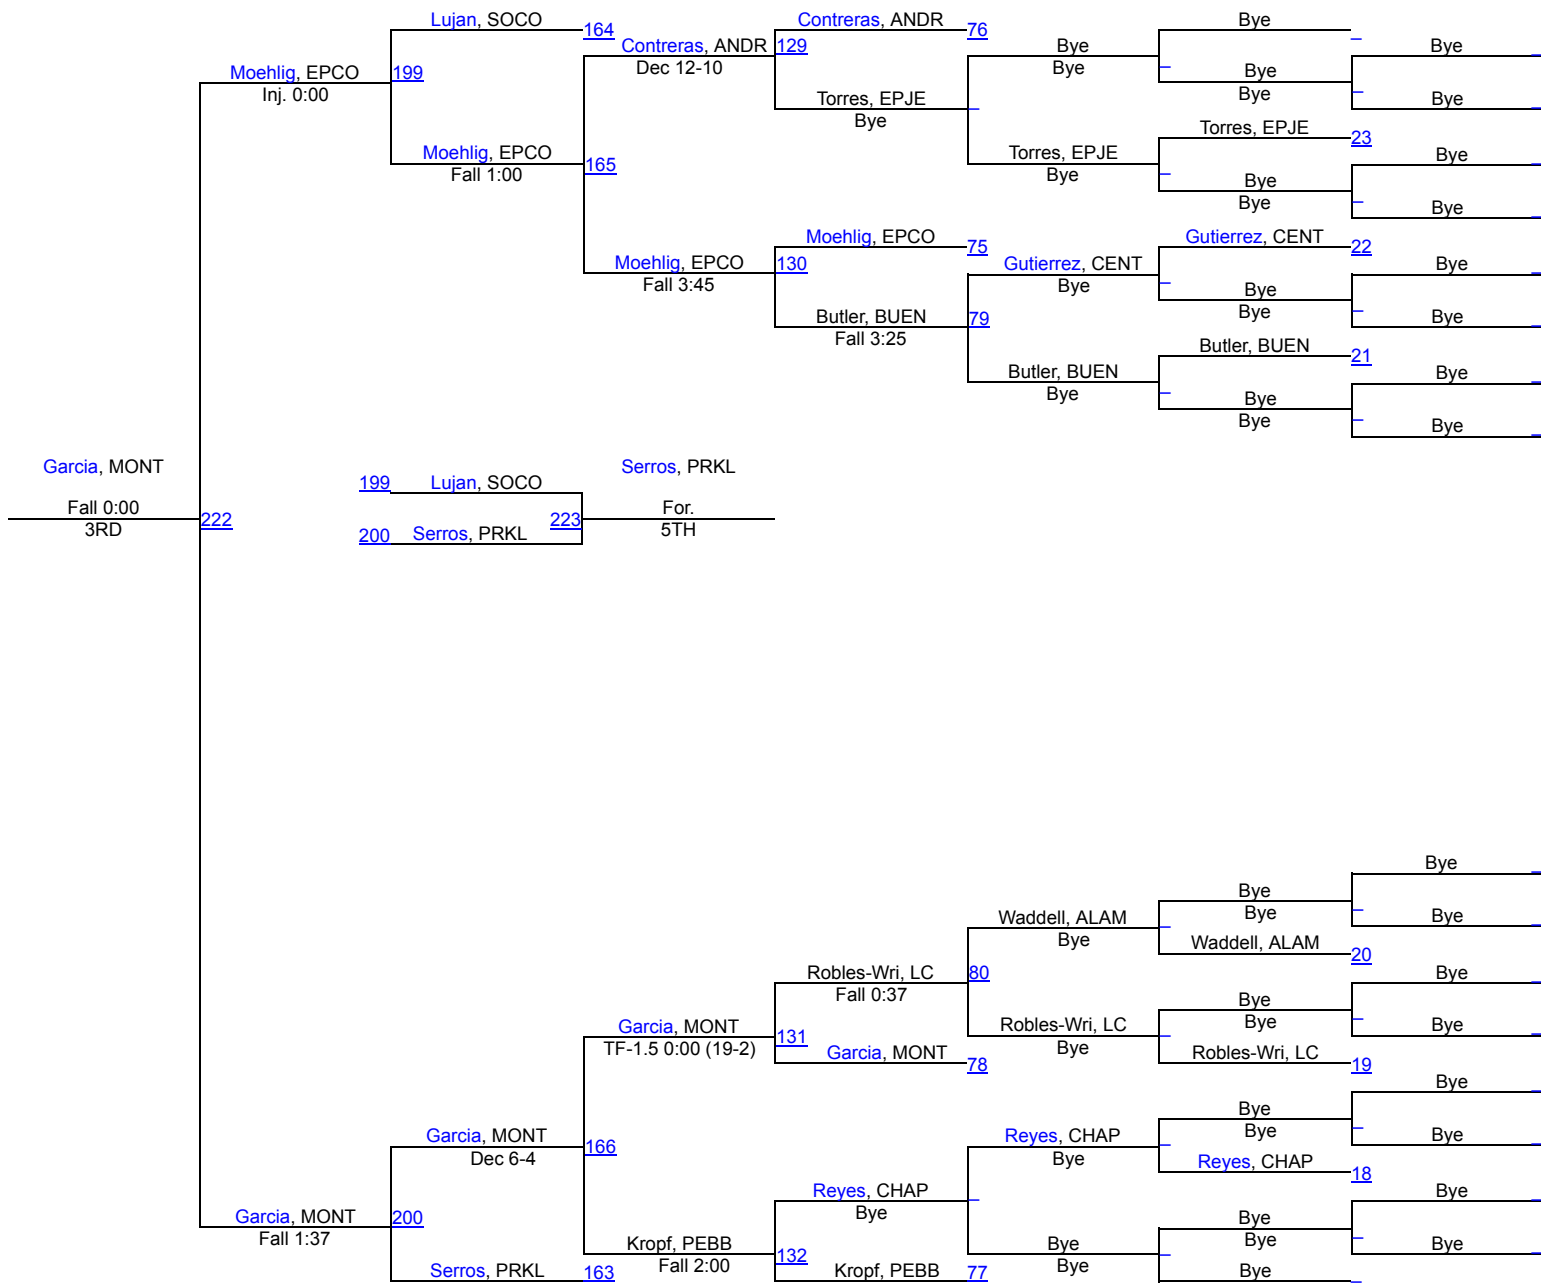 Lujan, SOCO
164
Contreras, ANDR
76
Bye
Contreras, ANDR
129
Dec 12-10
Bye
Bye
Bye
Moehlig, EPCO
199
Inj. 0:00
Bye
Bye
Torres, EPJE
Bye
Bye
Torres, EPJE
23
Moehlig, EPCO
165
Fall 1:00
Torres, EPJE
Bye
Bye
Bye
Bye
Bye
Moehlig, EPCO
75
Gutierrez, CENT
22
Moehlig, EPCO
130
Fall 3:45
Gutierrez, CENT
Bye
Bye
Bye
Bye
Butler, BUEN
79
Fall 3:25
Bye
Butler, BUEN
21
Butler, BUEN
Bye
Bye
Bye
Bye
Bye
Garcia, MONT
Fall 0:00
3RD
222
199
Lujan, SOCO
200
Serros, PRKL
223
Serros, PRKL
For.
5TH
Bye
Waddell, ALAM
Bye
Bye
Bye
Bye
Waddell, ALAM
20
Robles-Wri, LC
80
Fall 0:37
Bye
Garcia, MONT
131
TF-1.5 0:00 (19-2)
Robles-Wri, LC
Bye
Bye
Bye
Bye
Garcia, MONT
78
Robles-Wri, LC
19
Bye
Garcia, MONT
166
Dec 6-4
Reyes, CHAP
Bye
Bye
Bye
Bye
Reyes, CHAP
18
Garcia, MONT
200
Fall 1:37
Reyes, CHAP
Bye
Bye
Kropf, PEBB
132
Fall 2:00
Bye
Bye
Bye
Bye
Bye
Serros, PRKL
163
Kropf, PEBB
77
Bye